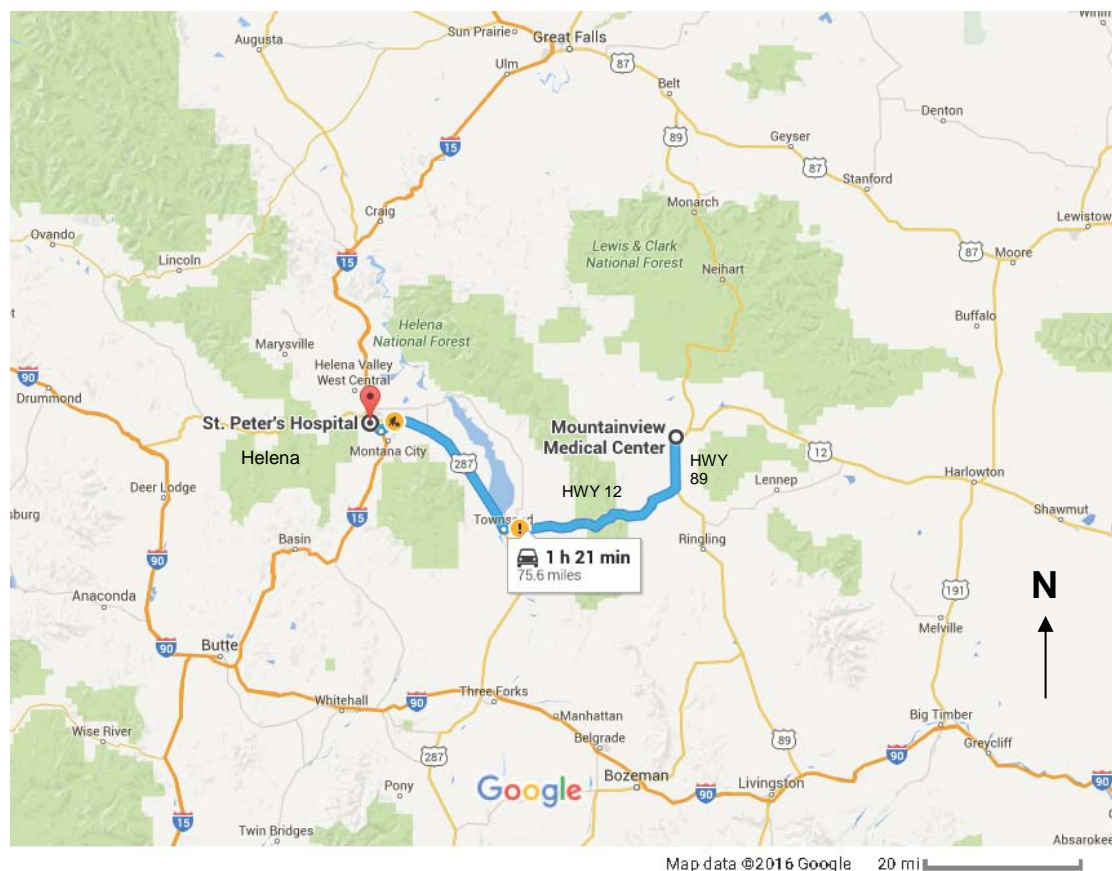 Sun Prairie
Great Falls
Augusta
87
Ulm
Belt
87
Denton
89
Geyser
15
87
Stanford
Craig
Monarch
Lewistow
Ovando
Lincoln
Lewis & Clark
National Forest
87
Moore
15
Neihart
Helena
National Forest
Buffalo
Marysville
Helena Valley
West Central
90
Drummond
St. Peter's Hospital
Mountainview
Medical Center
Montana City
12
Helena
287
HWY
89
Lennep
Harlowton
Deer Lodge
HWY 12
sburg
Shawmut
15
Townsend
Basin
Ringling
1 h 21 min
75.6 miles
90
N
Anaconda
191
Melville
Butte
90
Whitehall
90
Three Forks
Manhattan
Big Timber
Wise River
Belgrade
89
Greycliff
287
90
Bozeman
Livingston
Pony
Google
90
90
15
Twin Bridges
Absarokee
Map data ©2016 Google 20 mi